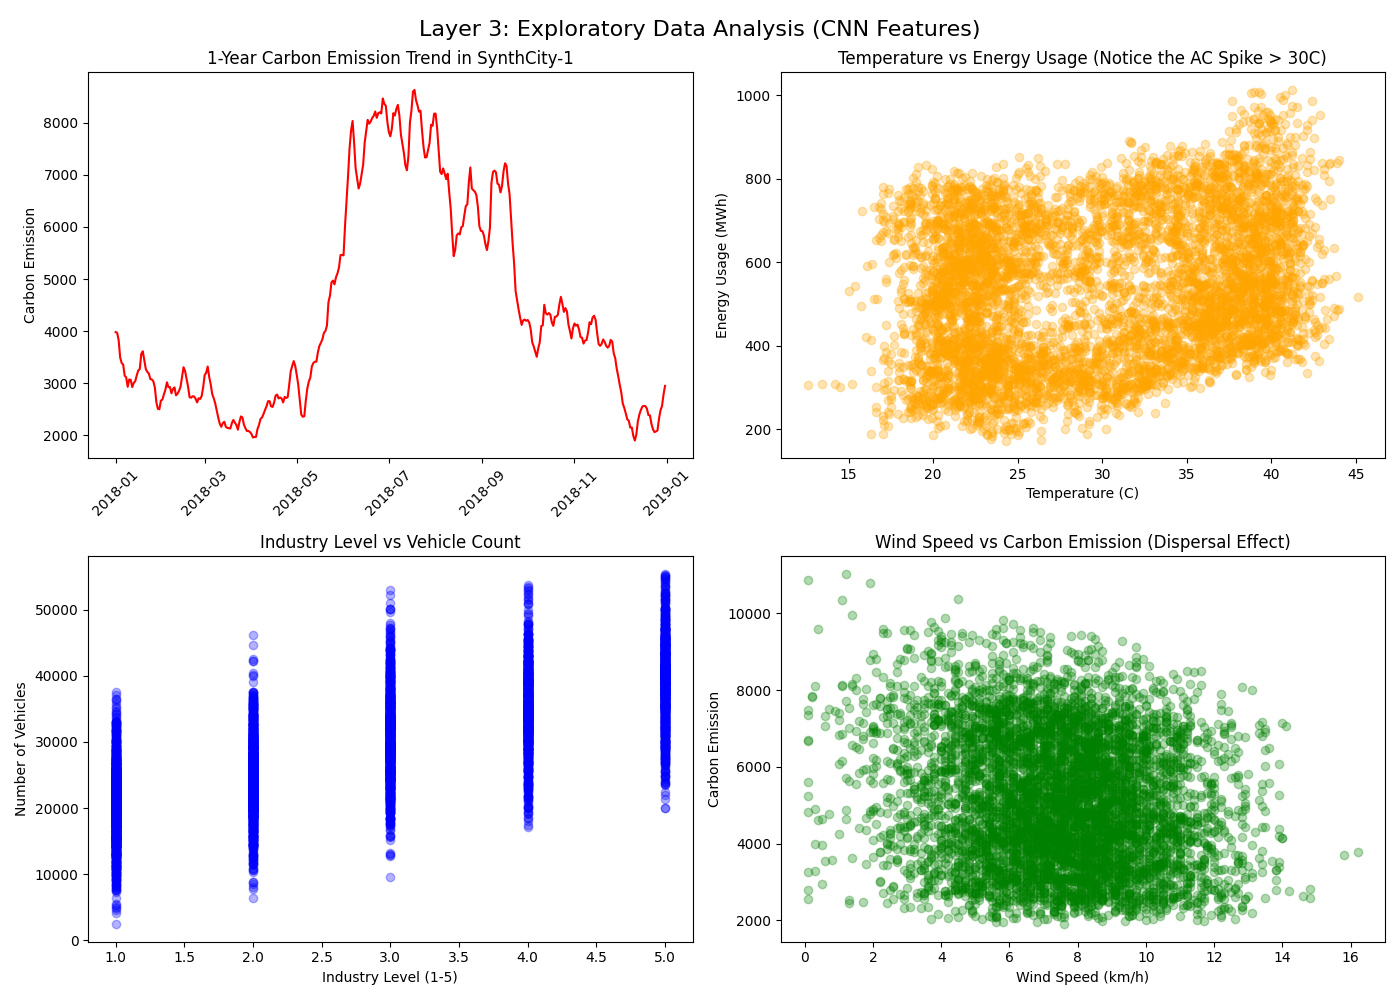 Layer 3: Exploratory Data Analysis (CNN Features)
1-Year Carbon Emission Trend in SynthCity-1
Carbon Emission
8000
7000
6000
5000
4000
3000
2000
2018-01
2018-03
2018-05
2018-07
2018-09
2018-11
2019-01
Temperature vs Energy Usage (Notice the AC Spike > 30C)
Energy Usage (MWh)
1000
800
600
400
200
15 20 25 30 35 40 45
Temperature (C)
Industry Level vs Vehicle Count
Number of Vehicles
50000
40000
30000
20000
10000
0
1.0 1.5 2.0 2.5 3.0 3.5 4.0 4.5 5.0
Industry Level (1-5)
Wind Speed vs Carbon Emission (Dispersal Effect)
Carbon Emission
10000
8000
6000
4000
2000
0 2 4 6 8 10 12 14 16
Wind Speed (km/h)